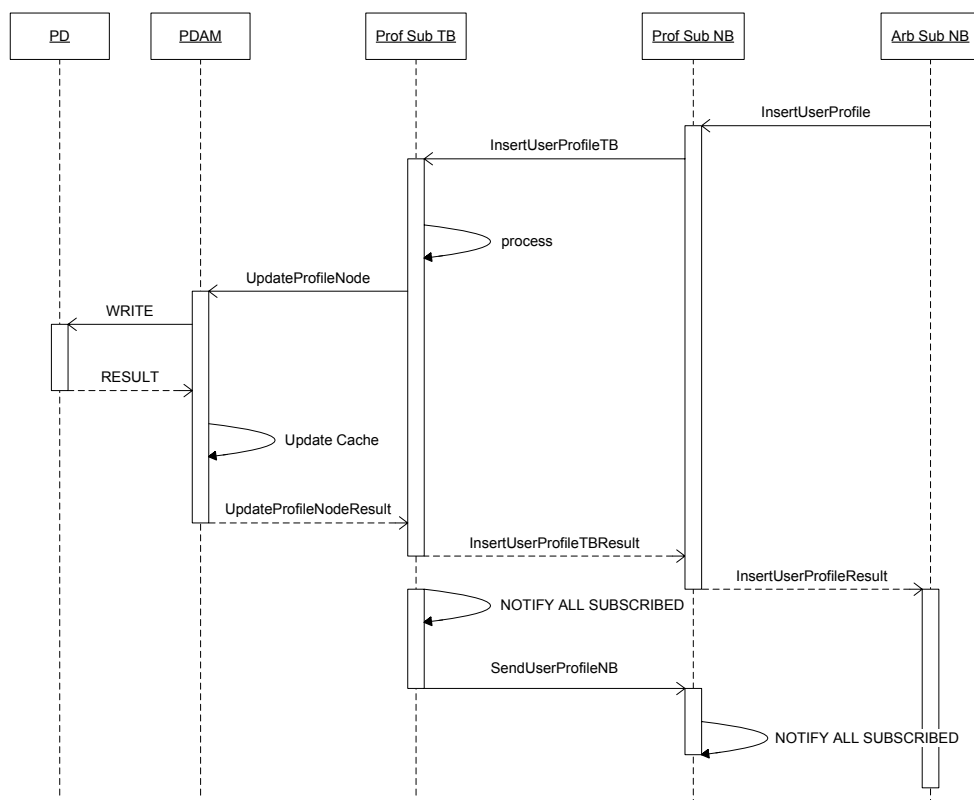 PD
PDAM
Prof Sub TB
Prof Sub NB
Arb Sub NB
InsertUserProfile
InsertUserProfileTB
process
UpdateProfileNode
WRITE
RESULT
Update Cache
UpdateProfileNodeResult
InsertUserProfileTBResult
InsertUserProfileResult
NOTIFY ALL SUBSCRIBED
SendUserProfileNB
NOTIFY ALL SUBSCRIBED